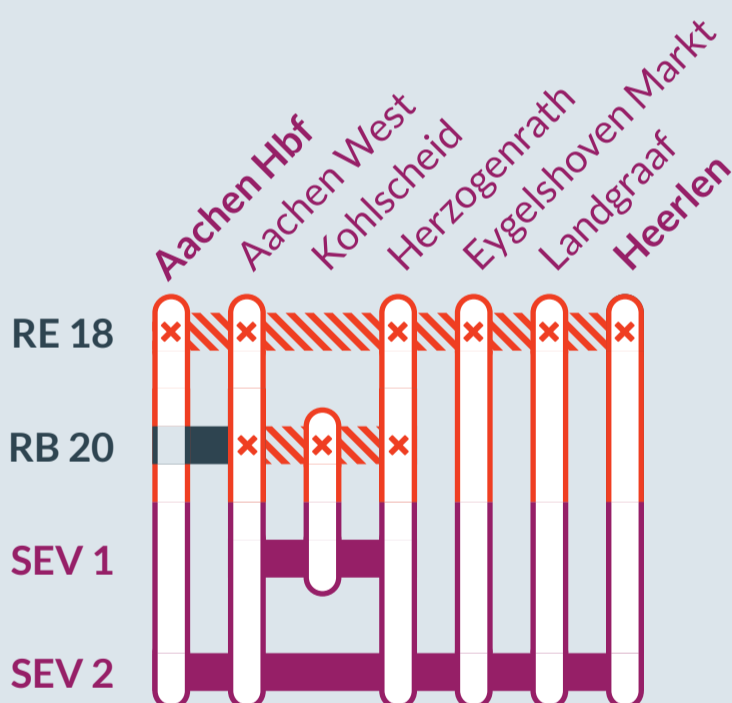 Aachen Hbf
Aachen West
Kohlscheid
Herzogenrath
Eygelshoven Markt
Landgraaf
Heerlen
RE 18
RB 20
SEV 1
SEV 2